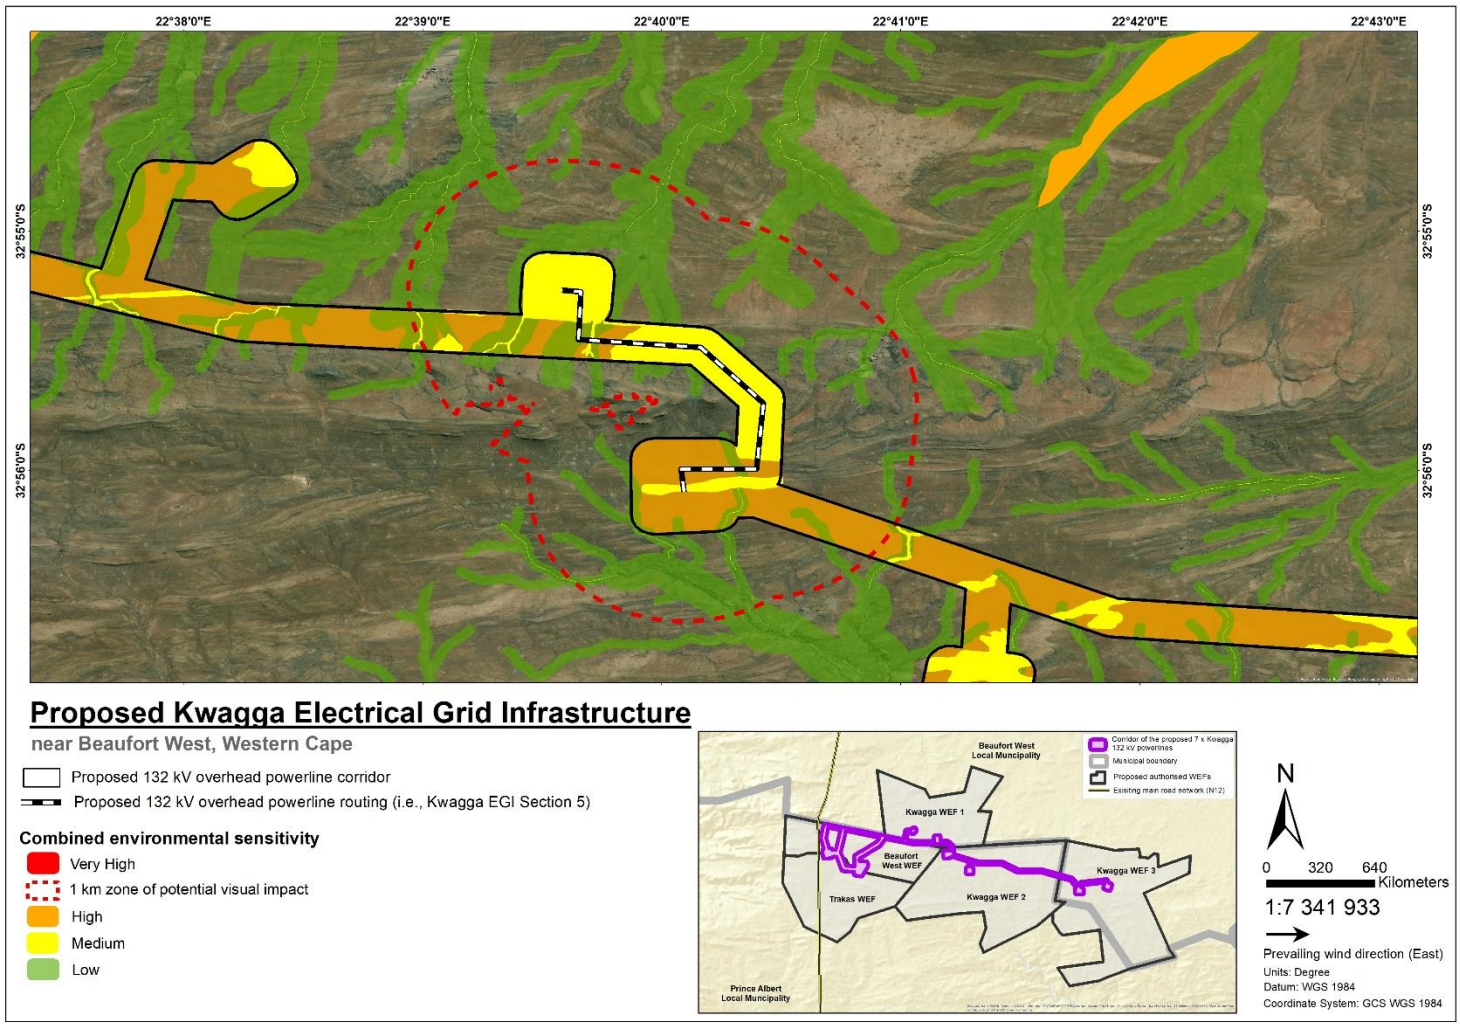 22°38'0"E 22°39'0"E 22°40'0"E 22°41'0"E 22°42'0"E 22°43'0"E
32°55'0"S
32°55'0"S
32°56'0"S
32°56'0"S
Proposed Kwagga Electrical Grid Infrastructure
near Beaufort West, Western Cape
Proposed 132 kV overhead powerline corridor
Proposed 132 kV overhead powerline routing (i.e., Kwagga EGI Section 5)
Combined environmental sensitivity
Very High
1 km zone of potential visual impact
High
Medium
Low
Beaufort West
Local Muncipality
Corridor of the proposed 7 x Kwagga
132 kV powerlines
Municipal boundary
Proposed authorised WEFs
Exisiting main road network (N12)
Kwagga WEF 1
Beaufort
West WEF
Kwagga WEF 3
Trakas WEF
Kwagga WEF 2
Prince Albert
Local Muncipality
N
0 320 640
Kilometers
1:7 341 933
Prevailing wind direction (East)
Units: Degree
Datum: WGS 1984
Coordinate System: GCS WGS 1984